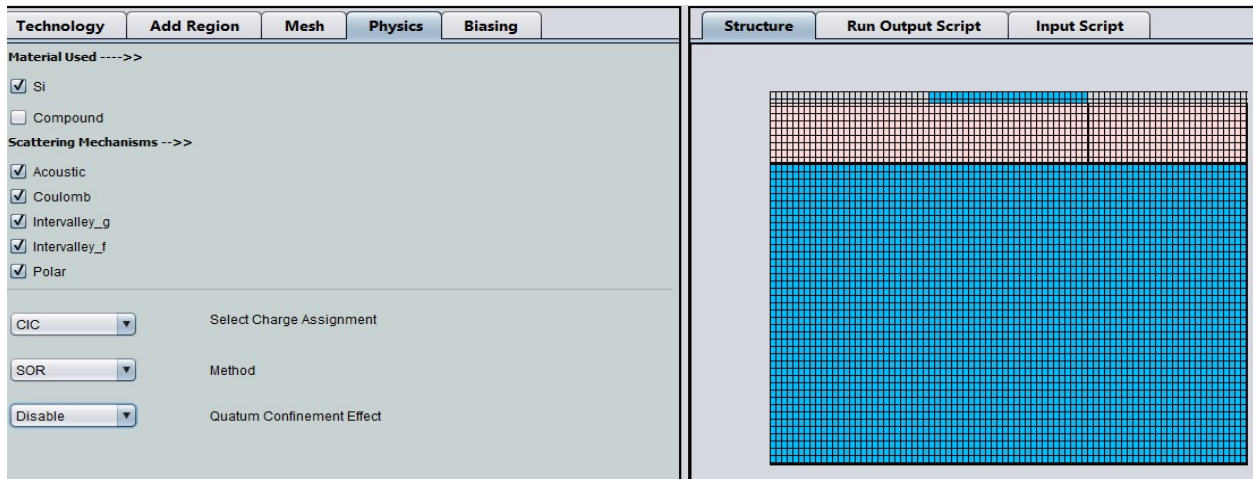 Technology Add Region Mesh Physics Biasing
Material Used ---->>
Si
Compound
Scattering Mechanisms -->>
Acoustic
Coulomb
Intervalley_g
Intervalley_f
Polar
CIC Select Charge Assignment
SOR Method
Disable Quatum Confinement Effect
Structure Run Output Script Input Script